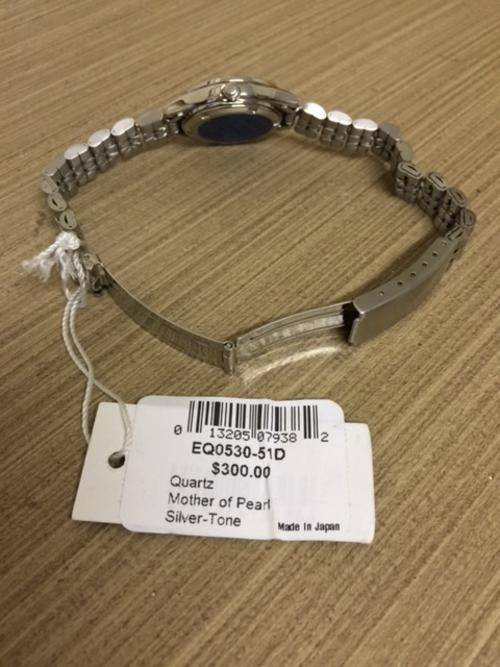 0 13205 07938 2
EQ0530-51D
$300.00
Quartz
Mother of Pearl
Silver-Tone
Made In Japan